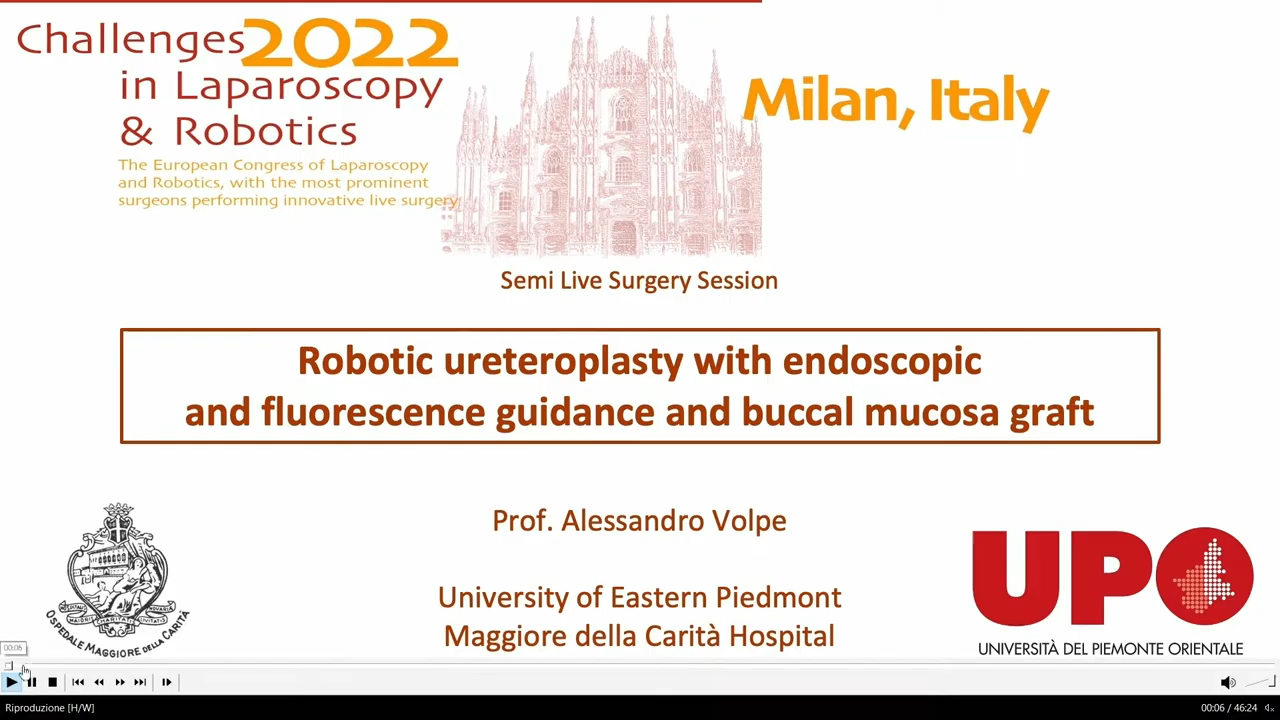 Challenges 2022
in Laparoscopy
& Robotics
The European Congress of Laparoscopy
and Robotics, with the most prominent
surgeons performing innovative live surgery
Milan, Italy
Semi Live Surgery Session
Robotic ureteroplasty with endoscopic
and fluorescence guidance and buccal mucosa graft
Prof. Alessandro Volpe
University of Eastern Piedmont
Maggiore della Carità Hospital
OSPEDALE MAGGIORE DELLA CARITÀ
UPO
UNIVERSITÀ DEL PIEMONTE ORIENTALE
00:06
Riproduzione [H/W]
00:06 / 46:24